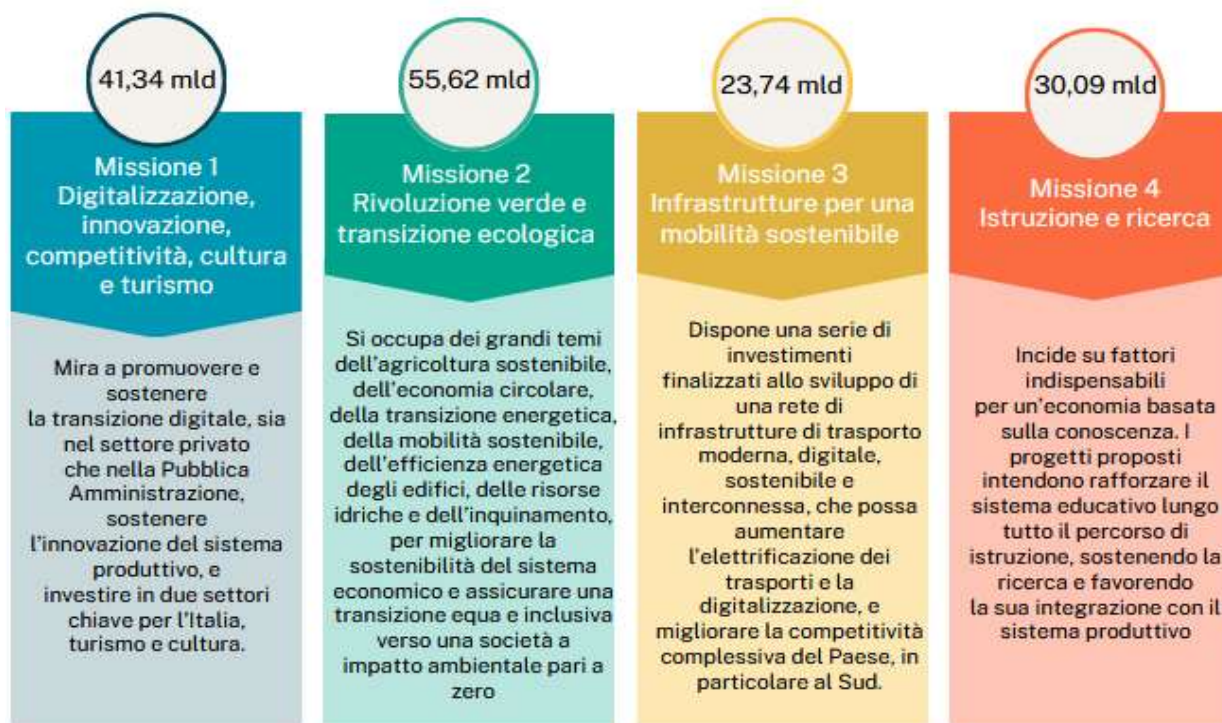 41,34 mld
Missione 1
Digitalizzazione,
innovazione,
competitività, cultura
e turismo
Mira a promuovere e
sostenere
la transizione digitale, sia
nel settore privato
che nella Pubblica
Amministrazione,
sostenere
l'innovazione del sistema
produttivo, e
investire in due settori
chiave per l'Italia,
turismo e cultura.
55,62 mld
Missione 2
Rivoluzione verde e
transizione ecologica
Si occupa dei grandi temi
dell'agricoltura sostenibile,
dell'economia circolare,
della transizione energetica,
della mobilità sostenibile,
dell'efficienza energetica
degli edifici, delle risorse
idriche e dell'inquinamento,
per migliorare la
sostenibilità del sistema
economico e assicurare una
transizione equa e inclusiva
verso una società a
impatto ambientale pari a
zero
23,74 mld
Missione 3
Infrastrutture per una
mobilità sostenibile
Dispone una serie di
investimenti
finalizzati allo sviluppo di
una rete di
infrastrutture di trasporto
moderna, digitale,
sostenibile e
interconnessa, che possa
aumentare
l'elettrificazione dei
trasporti e la
digitalizzazione, e
migliorare la competitività
complessiva del Paese, in
particolare al Sud.
30,09 mld
Missione 4
Istruzione e ricerca
Incide su fattori
indispensabili
per un'economia basata
sulla conoscenza. I
progetti proposti
intendono rafforzare il
sistema educativo lungo
tutto il percorso di
istruzione, sostenendo la
ricerca e favorendo
la sua integrazione con il
sistema produttivo